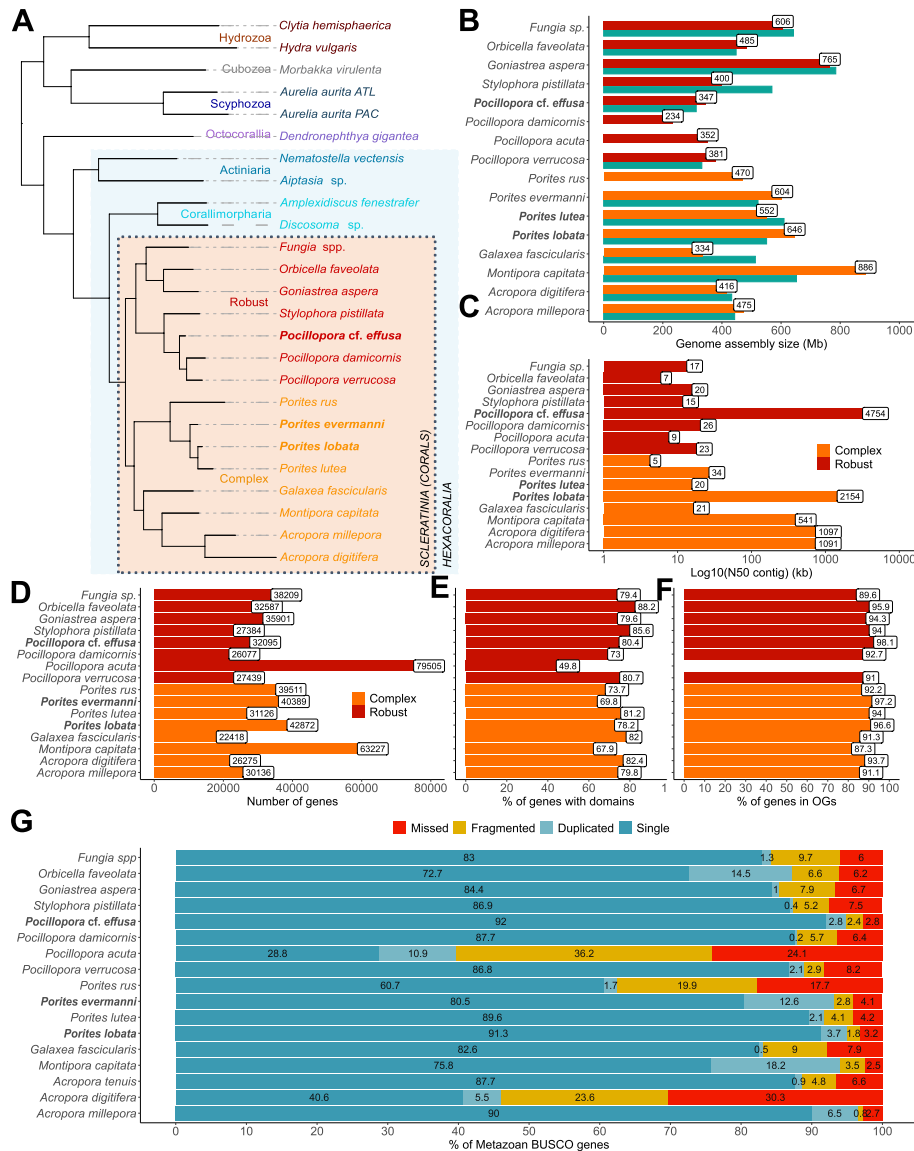 A
Clytia hemisphaerica
Hydrozoa
Hydra vulgaris
Cubozoa
Morbakka virulenta
Aurelia aurita ATL
Scyphozoa
Aurelia aurita PAC
Octocorallia
Dendronephthya gigantea
Nematostella vectensis
Actiniaria
Aiptasia sp.
Amplexidiscus fenestrafer
Corallimorpharia
Discosoma sp.
Fungia spp.
Orbicella faveolata
Robust
Goniastrea aspera
Stylophora pistillata
Pocillopora cf. effusa
Pocillopora damicornis
Pocillopora verrucosa
Porites rus
Porites evermanni
Porites lobata
Porites lutea
Complex
Galaxea fascicularis
Montipora capitata
Acropora millepora
Acropora digitifera
SCLERATINIA (CORALS)
HEXACORALIA
B
Fungia sp. 606
Orbicella faveolata 485
Goniastrea aspera 765
Stylophora pistillata 400
Pocillopora cf. effusa 347
Pocillopora damicornis 234
Pocillopora acuta 352
Pocillopora verrucosa 381
Porites rus 470
Porites evermanni 604
Porites lutea 552
Porites lobata 646
Galaxea fascicularis 334
Montipora capitata 886
Acropora digitifera 416
Acropora millepora 475
0 200 400 600 800 1000
Genome assembly size (Mb)
C
Fungia sp. 17
Orbicella faveolata 7
Goniastrea aspera 20
Stylophora pistillata 15
Pocillopora cf. effusa 4754
Pocillopora damicornis 26
Pocillopora acuta 9
Pocillopora verrucosa 23
Porites rus 5
Porites evermanni 34
Porites lutea 20
Porites lobata 2154
Galaxea fascicularis 21
Montipora capitata 541
Acropora digitifera 1097
Acropora millepora 1091
Complex
Robust
1 10 100 1000 10000
Log10(N50 contig) (kb)
D
Fungia sp. 38209
Orbicella faveolata 32587
Goniastrea aspera 35901
Stylophora pistillata 27384
Pocillopora cf. effusa 32095
Pocillopora damicornis 26077
Pocillopora acuta 79505
Pocillopora verrucosa 27439
Porites rus 39511
Porites evermanni 40389
Porites lutea 31126
Porites lobata 42872
Galaxea fascicularis 22418
Montipora capitata 63227
Acropora digitifera 26275
Acropora millepora 30136
Complex
Robust
0 20000 40000 60000 80000
Number of genes
E
79.4
88.2
79.6
85.6
80.4
73
49.8
80.7
73.7
69.8
81.2
78.2
82
67.9
82.4
79.8
0 20 40 60 80 1
% of genes with domains
F
89.6
95.9
94.3
94
98.1
92.7
91
92.2
97.2
94
96.6
91.3
87.3
93.7
91.1
0 10 20 30 40 50 60 70 80 90 100
% of genes in OGs
G
Missed Fragmented Duplicated Single
Fungia spp 83 1.3 9.7 6
Orbicella faveolata 72.7 14.5 6.6 6.2
Goniastrea aspera 84.4 1 7.9 6.7
Stylophora pistillata 86.9 0.4 5.2 7.5
Pocillopora cf. effusa 92 2.8 2.4 2.8
Pocillopora damicornis 87.7 0.2 5.7 6.4
Pocillopora acuta 28.8 10.9 36.2 24.1
Pocillopora verrucosa 86.8 2.1 2.9 8.2
Porites rus 60.7 1.7 19.9 17.7
Porites evermanni 80.5 12.6 2.8 4.1
Porites lutea 89.6 2.1 4.1 4.2
Porites lobata 91.3 3.7 1.8 3.2
Galaxea fascicularis 82.6 0.5 9 7.9
Montipora capitata 75.8 18.2 3.5 2.5
Acropora tenuis 87.7 0.9 4.8 6.6
Acropora digitifera 40.6 5.5 23.6 30.3
Acropora millepora 90 6.5 0.8 2.7
0 10 20 30 40 50 60 70 80 90 100
% of Metazoan BUSCO genes